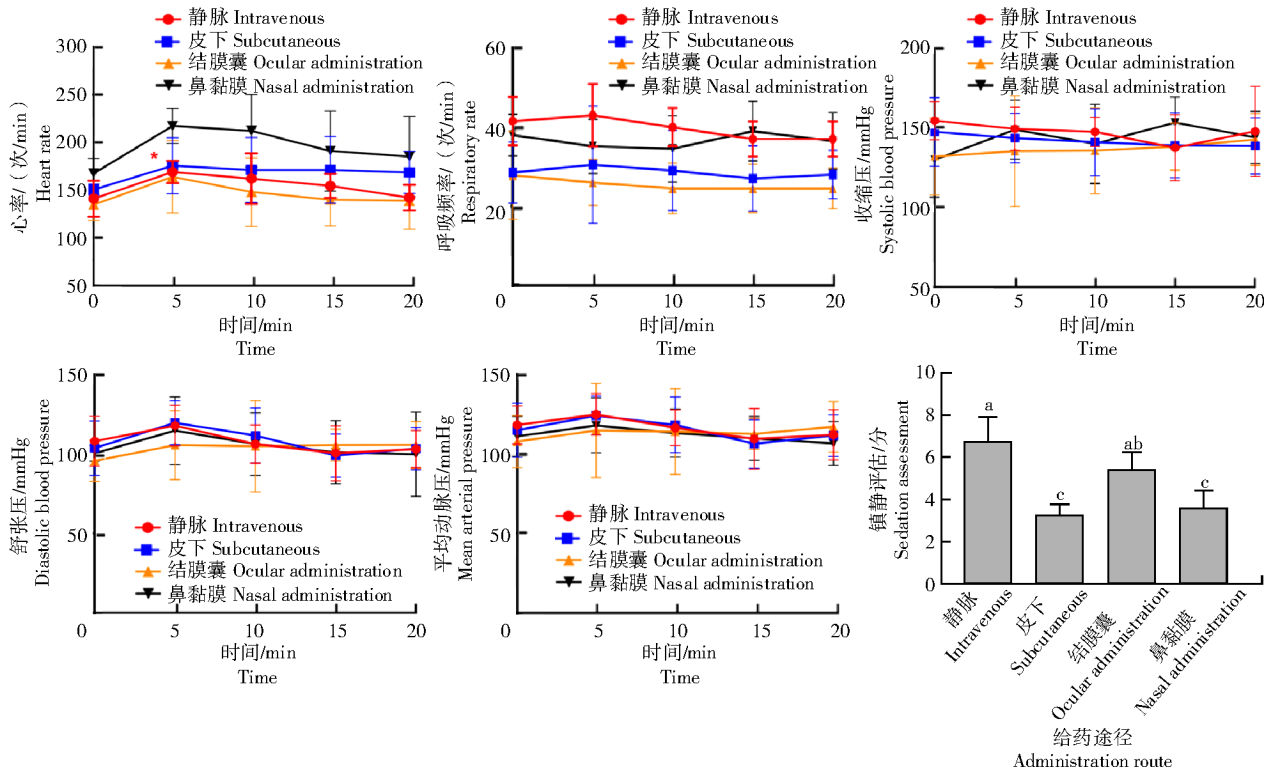 静脉 Intravenous
皮下 Subcutaneous
结膜囊 Ocular administration
鼻黏膜 Nasal administration
300
250
200
150
100
50
*
心率/(次/min)
Heart rate
0 5 10 15 20
时间/min
Time
静脉 Intravenous
皮下 Subcutaneous
结膜囊 Ocular administration
鼻黏膜 Nasal administration
60
40
20
呼吸频率/(次/min)
Respiratory rate
0 5 10 15 20
时间/min
Time
静脉 Intravenous
皮下 Subcutaneous
结膜囊 Ocular administration
鼻黏膜 Nasal administration
200
150
100
50
收缩压/mmHg
Systolic blood pressure
0 5 10 15 20
时间/min
Time
150
100
50
舒张压/mmHg
Diastolic blood pressure
静脉 Intravenous
皮下 Subcutaneous
结膜囊 Ocular administration
鼻黏膜 Nasal administration
0 5 10 15 20
时间/min
Time
150
100
50
平均动脉压/mmHg
Mean arterial pressure
静脉 Intravenous
皮下 Subcutaneous
结膜囊 Ocular administration
鼻黏膜 Nasal administration
0 5 10 15 20
时间/min
Time
10
8
6
4
2
0
镇静评估/分
Sedation assessment
a
c
ab
c
静脉
Intravenous
皮下
Subcutaneous
结膜囊
Ocular administration
鼻黏膜
Nasal administration
给药途径
Administration route